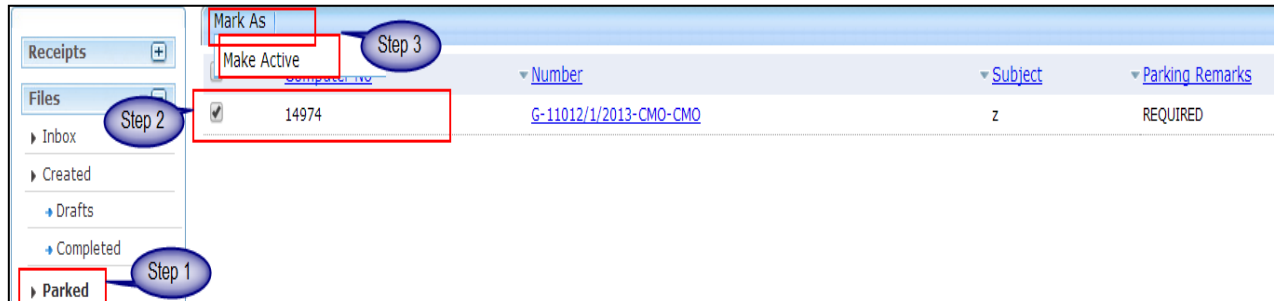 Mark As
Step 3
Receipts
Make Active
Computer No
Number
Subject
Parking Remarks
Files
Step 2
14974
G-11012/1/2013-CMO-CMO
z
REQUIRED
Inbox
Created
Drafts
Completed
Step 1
Parked